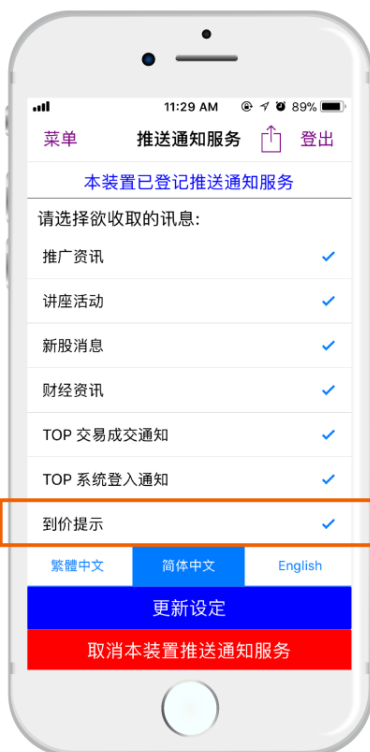 11:29 AM 89%
菜单 推送通知服务 登出
本装置已登记推送通知服务
请选择欲收取的讯息:
推广资讯
讲座活动
新股消息
财经资讯
TOP 交易成交通知
TOP 系统登入通知
到价提示
繁體中文 简体中文 English
更新设定
取消本装置推送通知服务